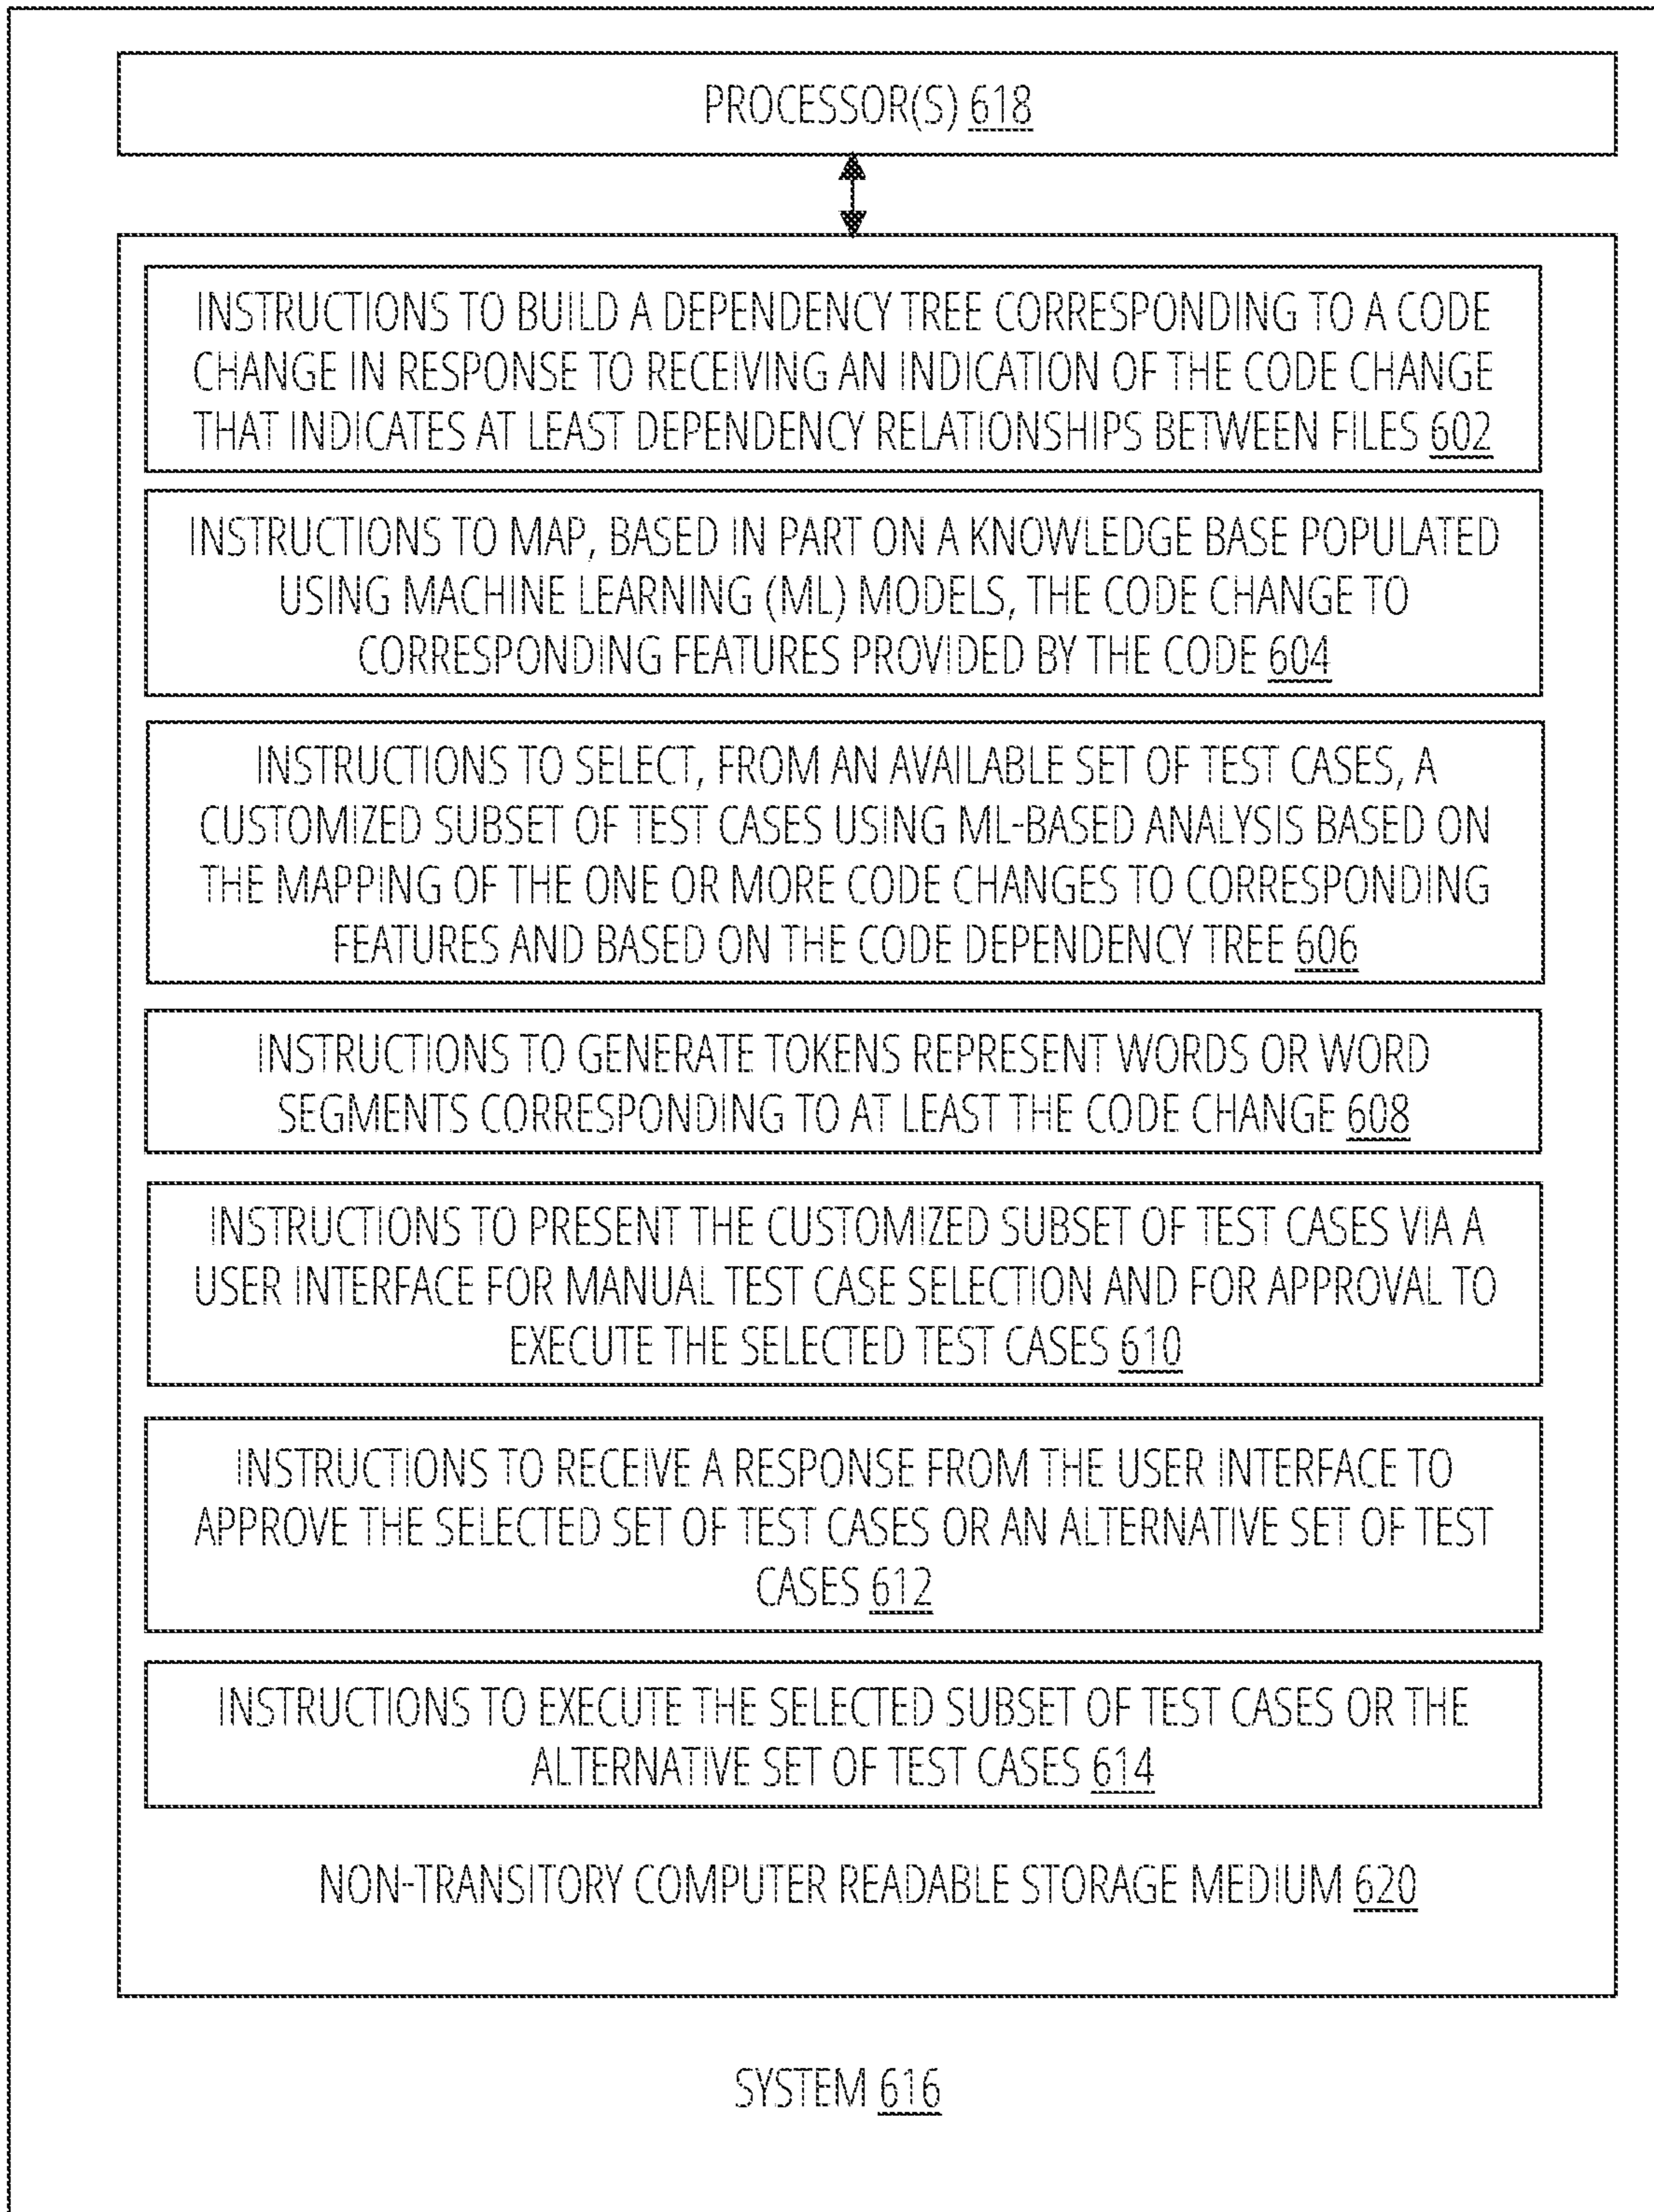 PROCESSOR(S) 618
INSTRUCTIONS TO BUILD A DEPENDENCY TREE CORRESPONDING TO A CODE
CHANGE IN RESPONSE TO RECEIVING AN INDICATION OF THE CODE CHANGE
THAT INDICATES AT LEAST DEPENDENCY RELATIONSHIPS BETWEEN FILES 602
INSTRUCTIONS TO MAP, BASED IN PART ON A KNOWLEDGE BASE POPULATED
USING MACHINE LEARNING (ML) MODELS, THE CODE CHANGE TO
CORRESPONDING FEATURES PROVIDED BY THE CODE 604
INSTRUCTIONS TO SELECT, FROM AN AVAILABLE SET OF TEST CASES, A
CUSTOMIZED SUBSET OF TEST CASES USING ML-BASED ANALYSIS BASED ON
THE MAPPING OF THE ONE OR MORE CODE CHANGES TO CORRESPONDING
FEATURES AND BASED ON THE CODE DEPENDENCY TREE 606
INSTRUCTIONS TO GENERATE TOKENS REPRESENT WORDS OR WORD
SEGMENTS CORRESPONDING TO AT LEAST THE CODE CHANGE 608
INSTRUCTIONS TO PRESENT THE CUSTOMIZED SUBSET OF TEST CASES VIA A
USER INTERFACE FOR MANUAL TEST CASE SELECTION AND FOR APPROVAL TO
EXECUTE THE SELECTED TEST CASES 610
INSTRUCTIONS TO RECEIVE A RESPONSE FROM THE USER INTERFACE TO
APPROVE THE SELECTED SET OF TEST CASES OR AN ALTERNATIVE SET OF TEST
CASES 612
INSTRUCTIONS TO EXECUTE THE SELECTED SUBSET OF TEST CASES OR THE
ALTERNATIVE SET OF TEST CASES 614
NON-TRANSITORY COMPUTER READABLE STORAGE MEDIUM 620
SYSTEM 616